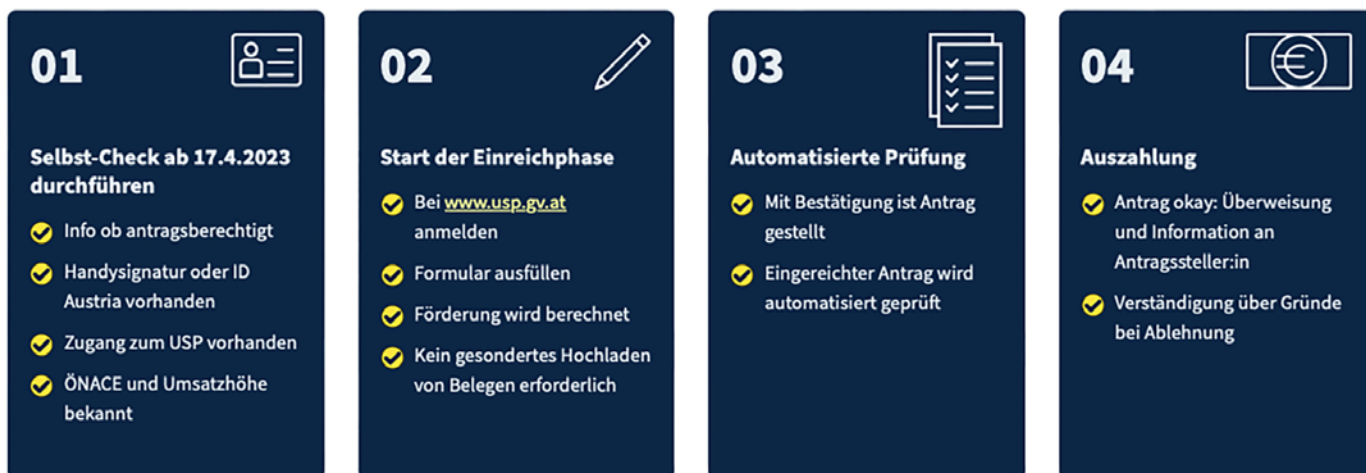 01
Selbst-Check ab 17.4.2023
durchführen
Info ob antragsberechtigt
Handysignatur oder ID
Austria vorhanden
Zugang zum USP vorhanden
ÖNACE und Umsatzhöhe
bekannt
02
Start der Einreichphase
Bei www.usp.gv.at
anmelden
Formular ausfüllen
Förderung wird berechnet
Kein gesondertes Hochladen
von Belegen erforderlich
03
Automatisierte Prüfung
Mit Bestätigung ist Antrag
gestellt
Eingereichter Antrag wird
automatisiert geprüft
04
€
Auszahlung
Antrag okay: Überweisung
und Information an
Antragssteller:in
Verständigung über Gründe
bei Ablehnung